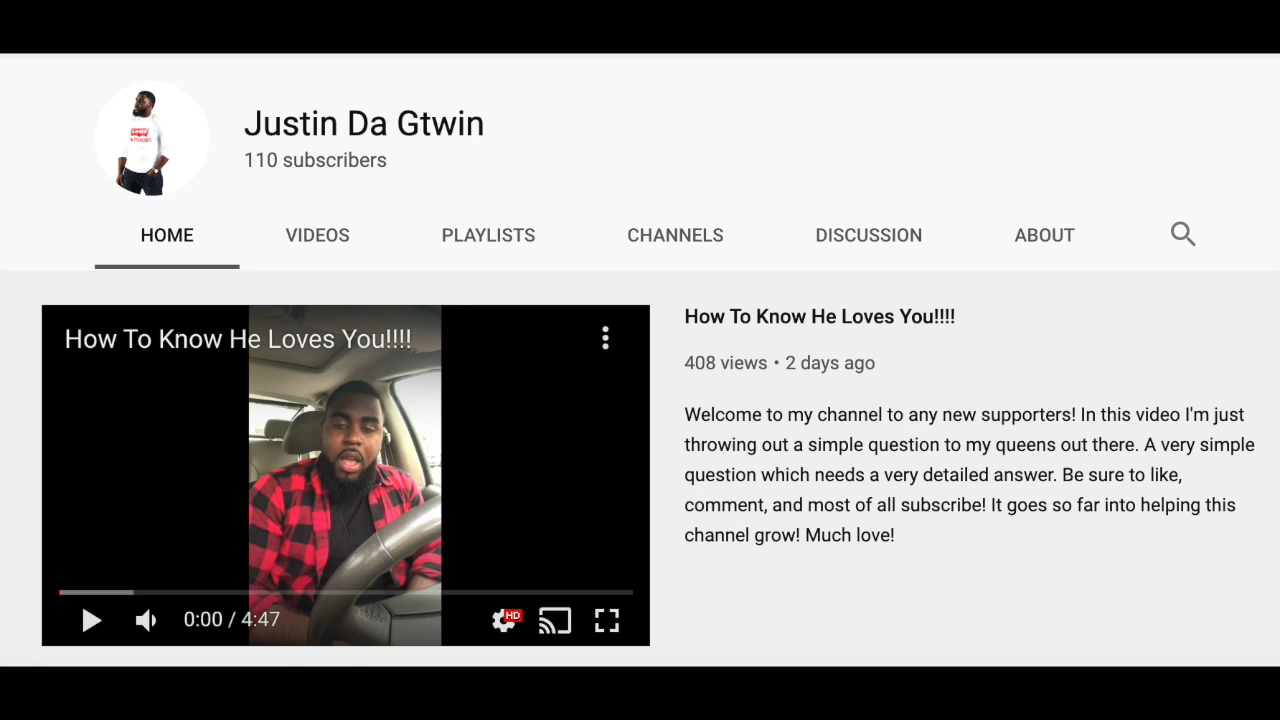 Justin Da Gtwin
110 subscribers
HOME VIDEOS PLAYLISTS CHANNELS DISCUSSION ABOUT
How To Know He Loves You!!!!
0:00 / 4:47
HD
How To Know He Loves You!!!!
408 views • 2 days ago
Welcome to my channel to any new supporters! In this video I'm just
throwing out a simple question to my queens out there. A very simple
question which needs a very detailed answer. Be sure to like,
comment, and most of all subscribe! It goes so far into helping this
channel grow! Much love!